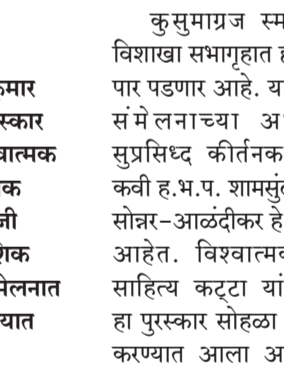 कुमार
स्कार
वात्मक
क
जी
शिक
मेलनात
यात
कुसुमाग्रज स्म
विशाखा सभागृहात ह
पार पडणार आहे. या
संमेलनाच्या अ
सुप्रसिध्द कीर्तनक
कवी ह.भ.प. शामसुं
सोन्नर-आळंदीकर हे
आहेत. विश्वात्म
साहित्य कट्टा यां
हा पुरस्कार सोहळा
करण्यात आला अ